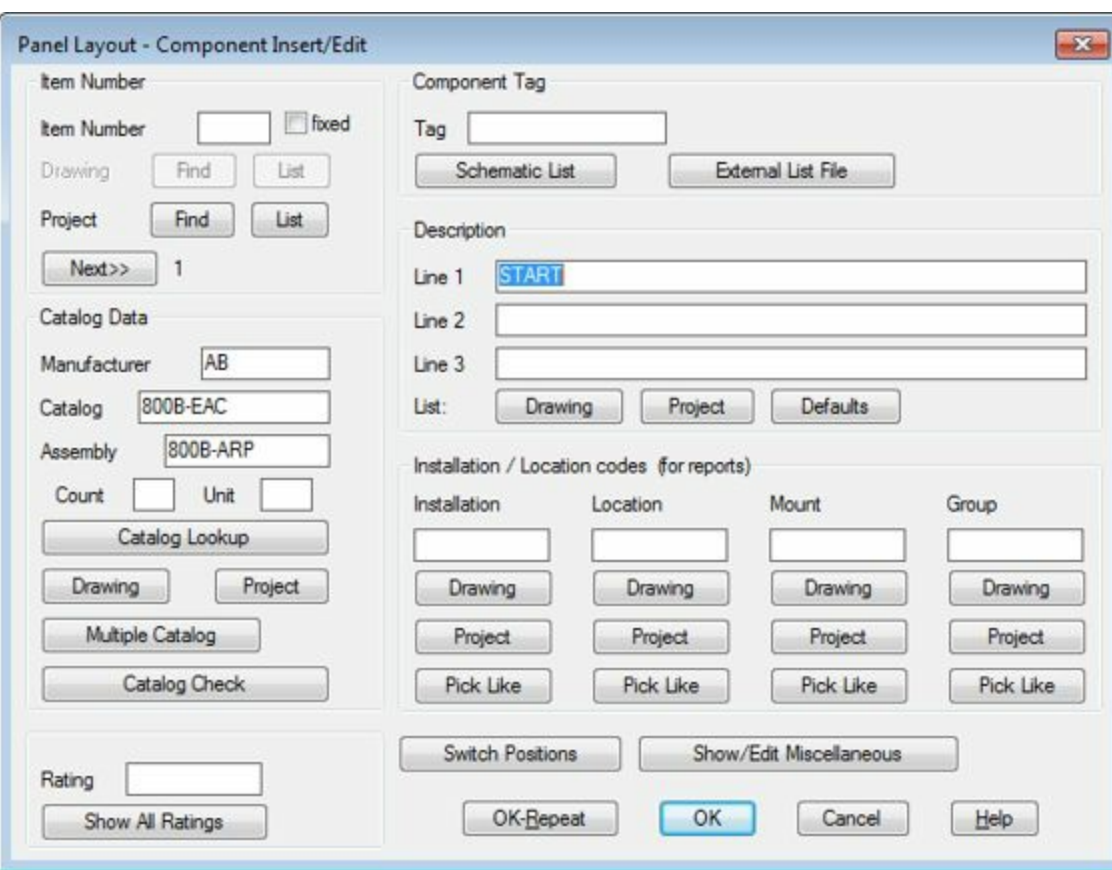 Panel Layout - Component Insert/Edit
Item Number
Item Number
fixed
Drawing Find List
Project Find List
Next>> 1
Catalog Data
Manufacturer AB
Catalog 800B-EAC
Assembly 800B-ARP
Count Unit
Catalog Lookup
Drawing Project
Multiple Catalog
Catalog Check
Rating
Show All Ratings
Component Tag
Tag
Schematic List External List File
Description
Line 1 START
Line 2
Line 3
List: Drawing Project Defaults
Installation / Location codes (for reports)
Installation Location Mount Group
Drawing Drawing Drawing Drawing
Project Project Project Project
Pick Like Pick Like Pick Like Pick Like
Switch Positions Show/Edit Miscellaneous
OK-Repeat OK Cancel Help